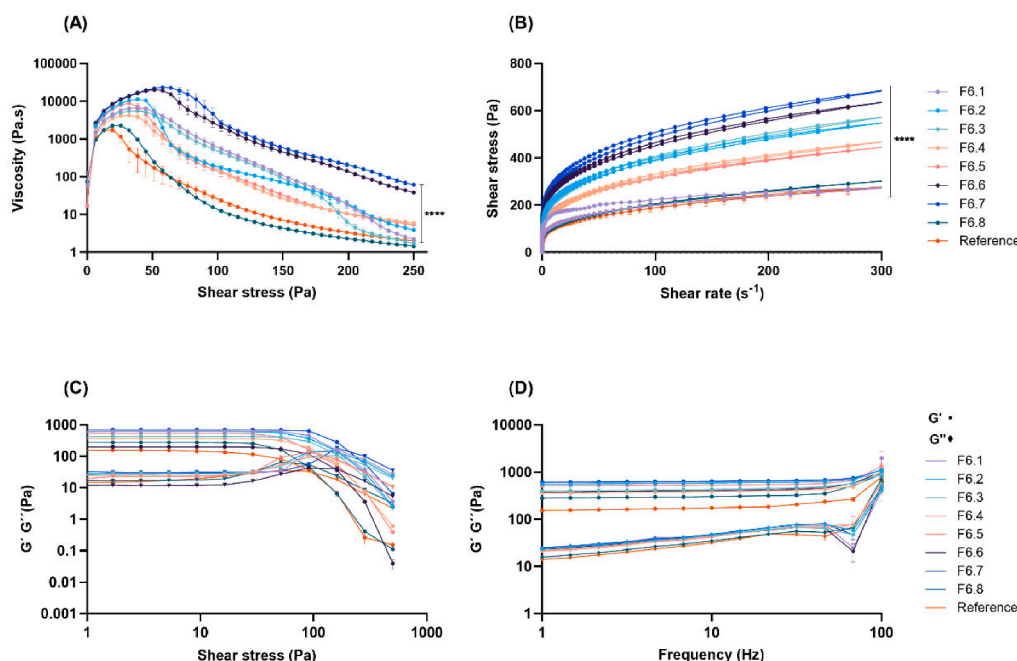 (A)
Viscosity (Pa.s)
100000
10000
1000
100
10
1
0
50
100
150
200
250
Shear stress (Pa)
****
(B)
Shear stress (Pa)
800
600
400
200
0
0
100
200
300
Shear rate (s-1)
****
F6.1
F6.2
F6.3
F6.4
F6.5
F6.6
F6.7
F6.8
Reference
(C)
G´ G´´(Pa)
1000
100
10
1
0.1
0.01
0.001
1
10
100
1000
Shear stress (Pa)
(D)
G´ G´´(Pa)
10000
1000
100
10
1
1
10
100
Frequency (Hz)
G'
G''
F6.1
F6.2
F6.3
F6.4
F6.5
F6.6
F6.7
F6.8
Reference